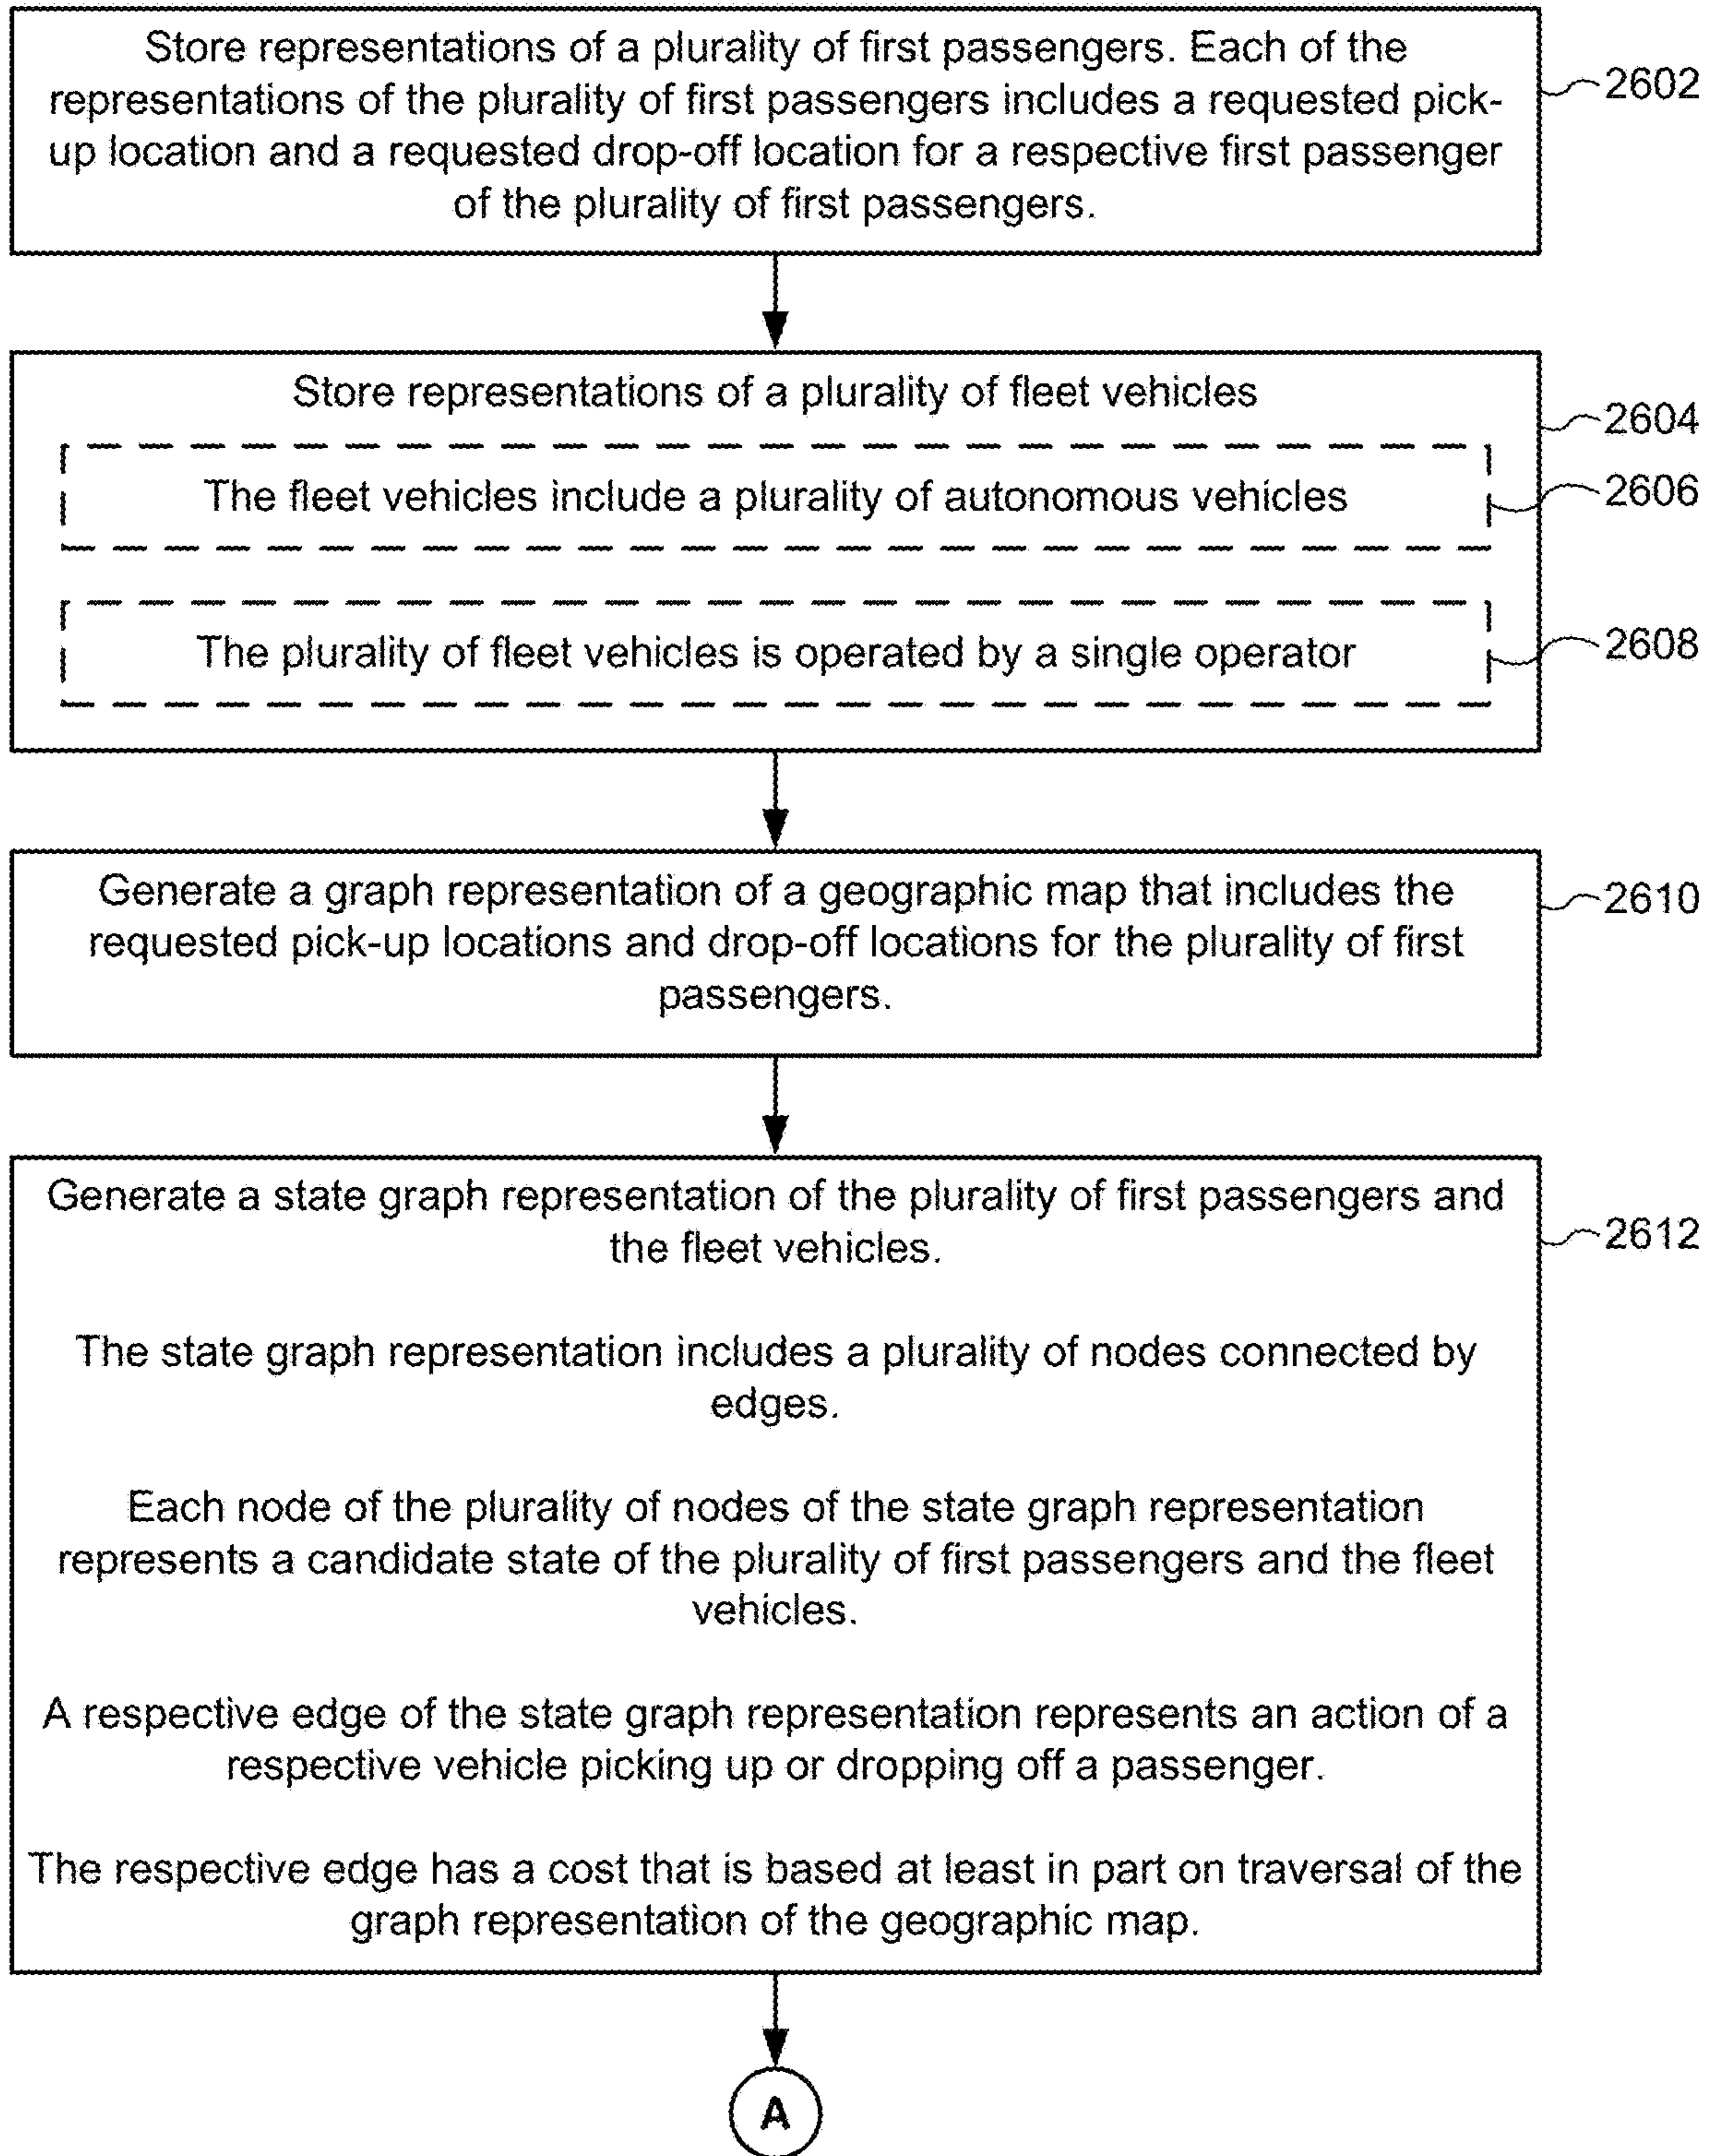 Store representations of a plurality of first passengers. Each of the
representations of the plurality of first passengers includes a requested pick-
up location and a requested drop-off location for a respective first passenger
of the plurality of first passengers.
2602
Store representations of a plurality of fleet vehicles
2604
The fleet vehicles include a plurality of autonomous vehicles
2606
The plurality of fleet vehicles is operated by a single operator
2608
Generate a graph representation of a geographic map that includes the
requested pick-up locations and drop-off locations for the plurality of first
passengers.
2610
Generate a state graph representation of the plurality of first passengers and
the fleet vehicles.
2612
The state graph representation includes a plurality of nodes connected by
edges.
Each node of the plurality of nodes of the state graph representation
represents a candidate state of the plurality of first passengers and the fleet
vehicles.
A respective edge of the state graph representation represents an action of a
respective vehicle picking up or dropping off a passenger.
The respective edge has a cost that is based at least in part on traversal of the
graph representation of the geographic map.
A